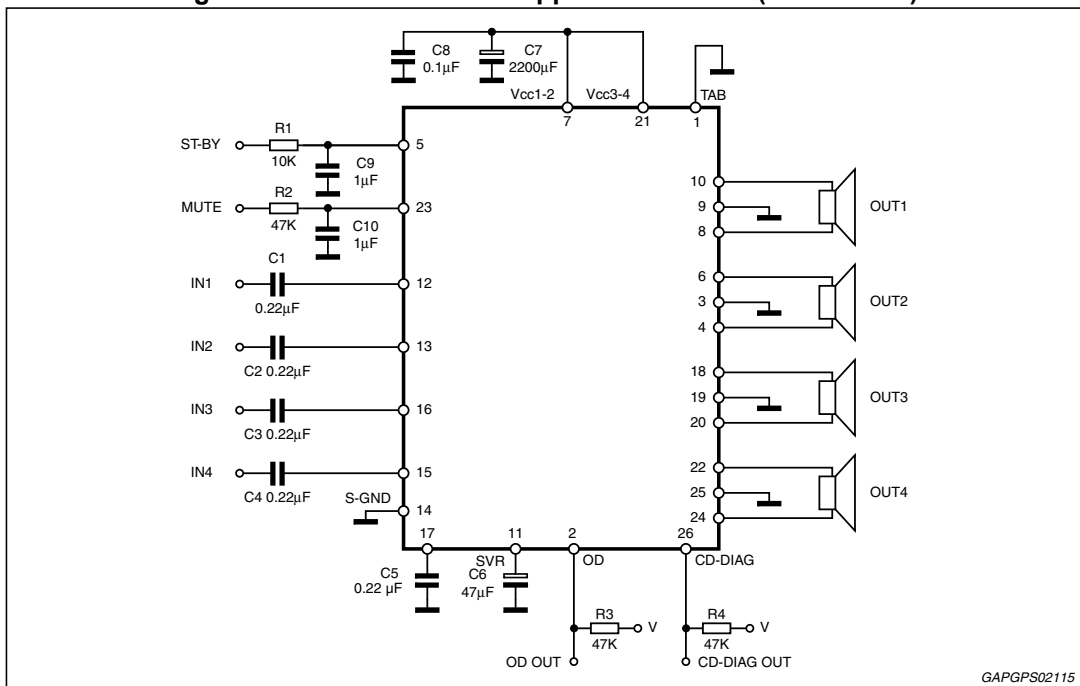 C8
0.1µF
C7
2200µF
Vcc1-2
Vcc3-4
TAB
7
21
1
ST-BY
R1
10K
5
C9
1µF
MUTE
R2
47K
23
C10
1µF
IN1
C1
0.22µF
12
IN2
C2 0.22µF
13
IN3
C3 0.22µF
16
IN4
C4 0.22µF
15
S-GND
14
10
9
8
OUT1
6
3
4
OUT2
18
19
20
OUT3
22
25
24
OUT4
17
11
2
26
SVR
OD
CD-DIAG
C5
0.22 µF
C6
47µF
R3
47K
V
R4
47K
V
OD OUT
CD-DIAG OUT
GAPGPS02115